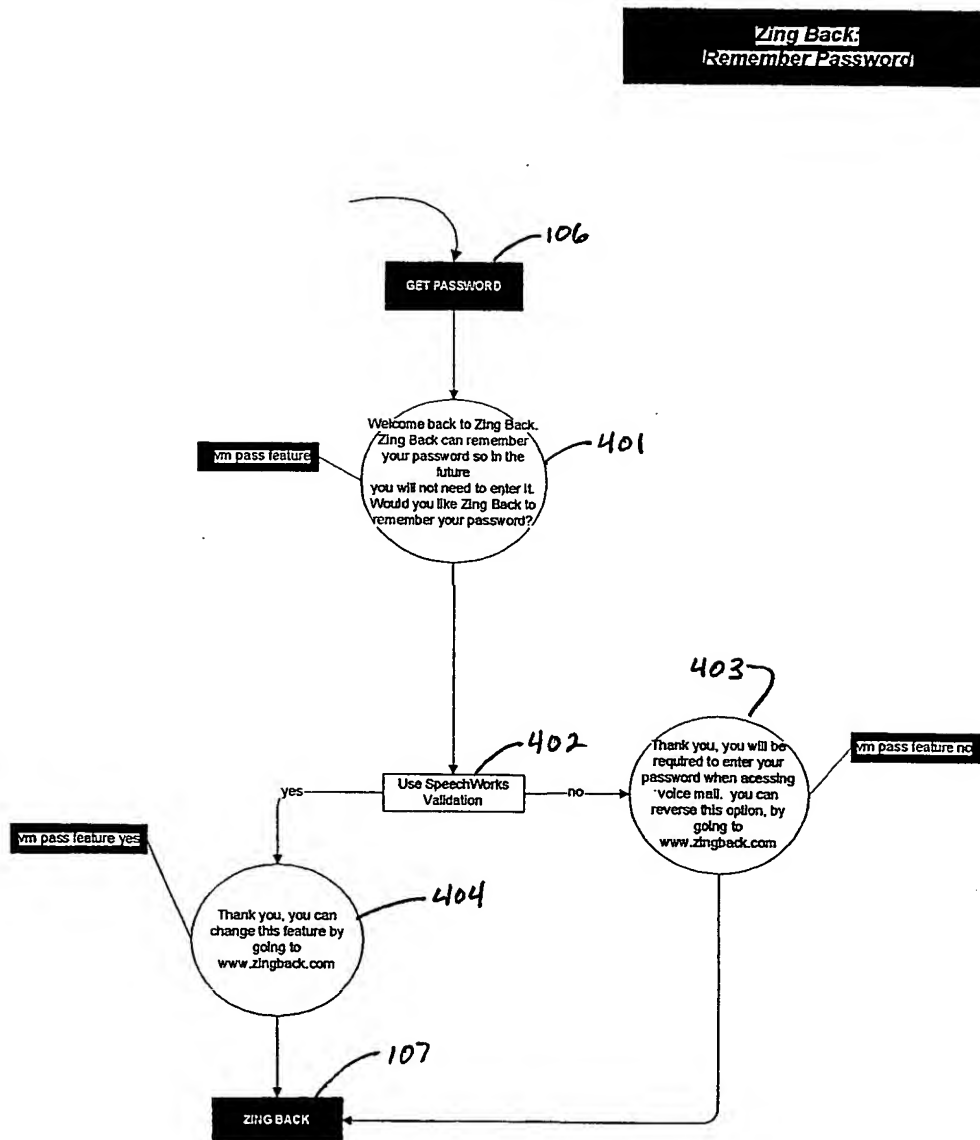 Zing Back:
Remember Password
106
GET PASSWORD
Welcome back to Zing Back.
Zing Back can remember
your password so in the
future
you will not need to enter it.
Would you like Zing Back to
remember your password?
401
vm pass feature
403
402
Thank you, you will be
required to enter your
password when acessing
voice mail. you can
reverse this option, by
going to
www.zingback.com
vm pass feature no
yes
Use SpeechWorks
Validation
no
vm pass feature yes
404
Thank you, you can
change this feature by
going to
www.zingback.com
107
ZING BACK